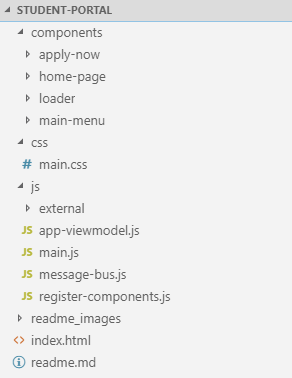 STUDENT-PORTAL
components
apply-now
home-page
loader
main-menu
css
# main.css
js
external
JS app-viewmodel.js
JS main.js
JS message-bus.js
JS register-components.js
readme_images
<> index.html
readme.md